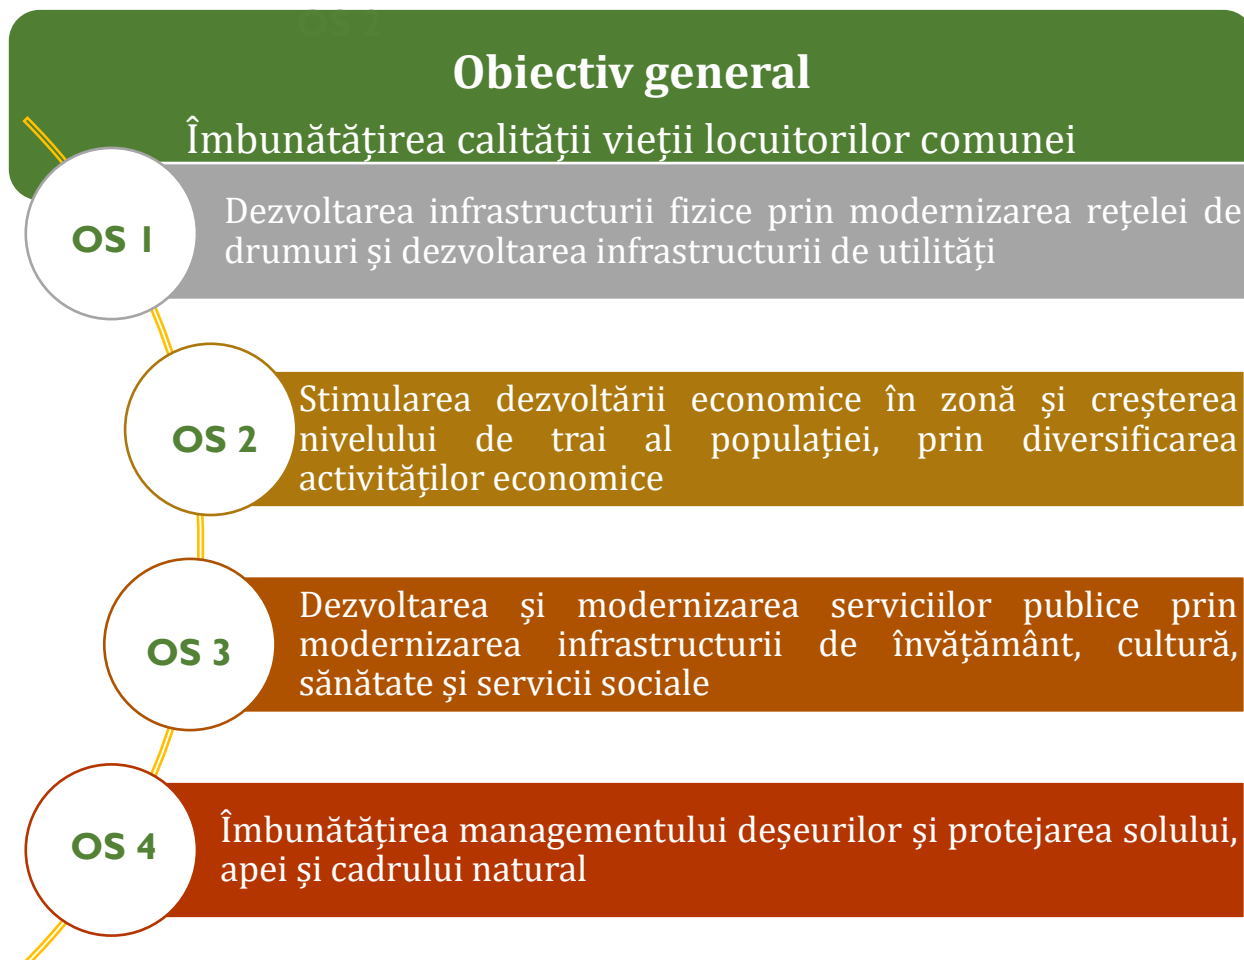 OS 2
Obiectiv general
Îmbunătățirea calității vieții locuitorilor comunei
OS 1
Dezvoltarea infrastructurii fizice prin modernizarea rețelei de
drumuri și dezvoltarea infrastructurii de utilități
OS 2
Stimularea dezvoltării economice în zonă și creșterea
nivelului de trai al populației, prin diversificarea
activităților economice
OS 3
Dezvoltarea și modernizarea serviciilor publice prin
modernizarea infrastructurii de învățământ, cultură,
sănătate și servicii sociale
OS 4
Îmbunătățirea managementului deșeurilor și protejarea solului,
apei și cadrului natural